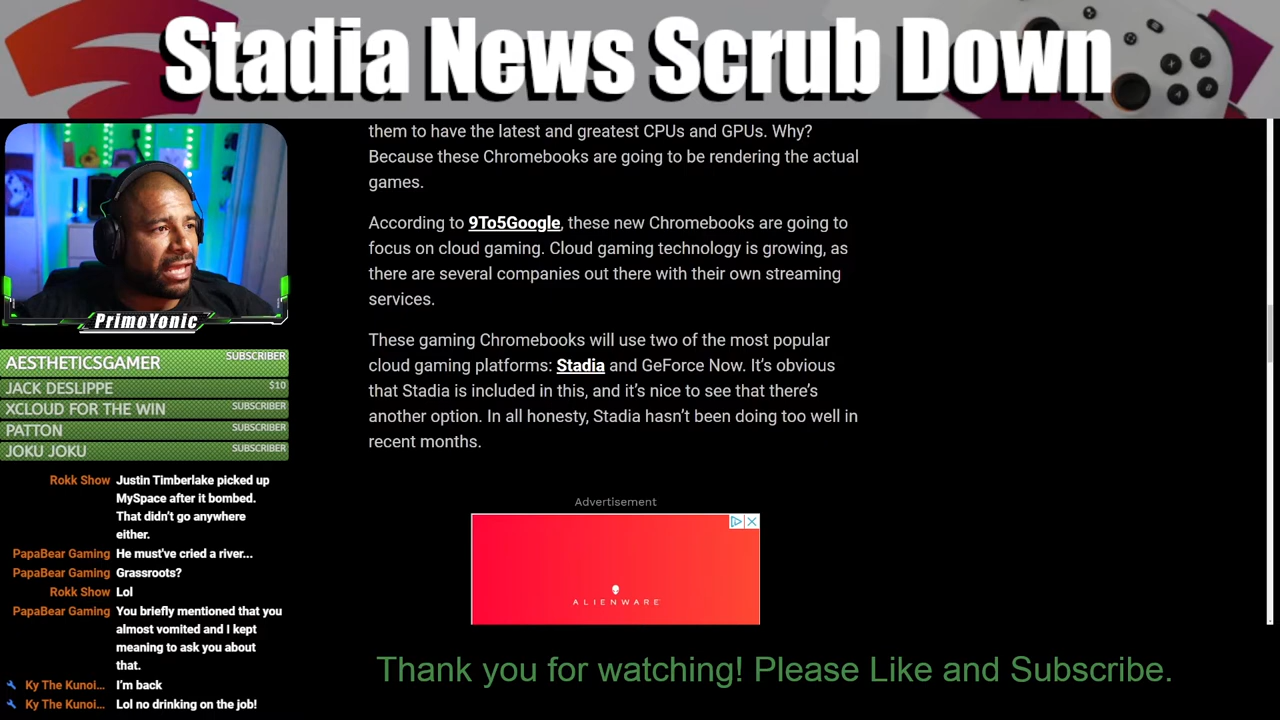 Stadia News Scrub Down
PrimoYonic
AESTHETICSGAMER SUBSCRIBER
JACK DESLIPPE $10
XCLOUD FOR THE WIN SUBSCRIBER
PATTON SUBSCRIBER
JOKU JOKU SUBSCRIBER
Rokk Show Justin Timberlake picked up
MySpace after it bombed.
That didn't go anywhere
either.
PapaBear Gaming He must've cried a river...
PapaBear Gaming Grassroots?
Rokk Show Lol
PapaBear Gaming You briefly mentioned that you
almost vomited and I kept
meaning to ask you about
that.
Ky The Kunoi... I'm back
Ky The Kunoi... Lol no drinking on the job!
them to have the latest and greatest CPUs and GPUs. Why?
Because these Chromebooks are going to be rendering the actual
games.
According to 9To5Google, these new Chromebooks are going to
focus on cloud gaming. Cloud gaming technology is growing, as
there are several companies out there with their own streaming
services.
These gaming Chromebooks will use two of the most popular
cloud gaming platforms: Stadia and GeForce Now. It's obvious
that Stadia is included in this, and it's nice to see that there's
another option. In all honesty, Stadia hasn't been doing too well in
recent months.
Advertisement
ALIENWARE
Thank you for watching! Please Like and Subscribe.